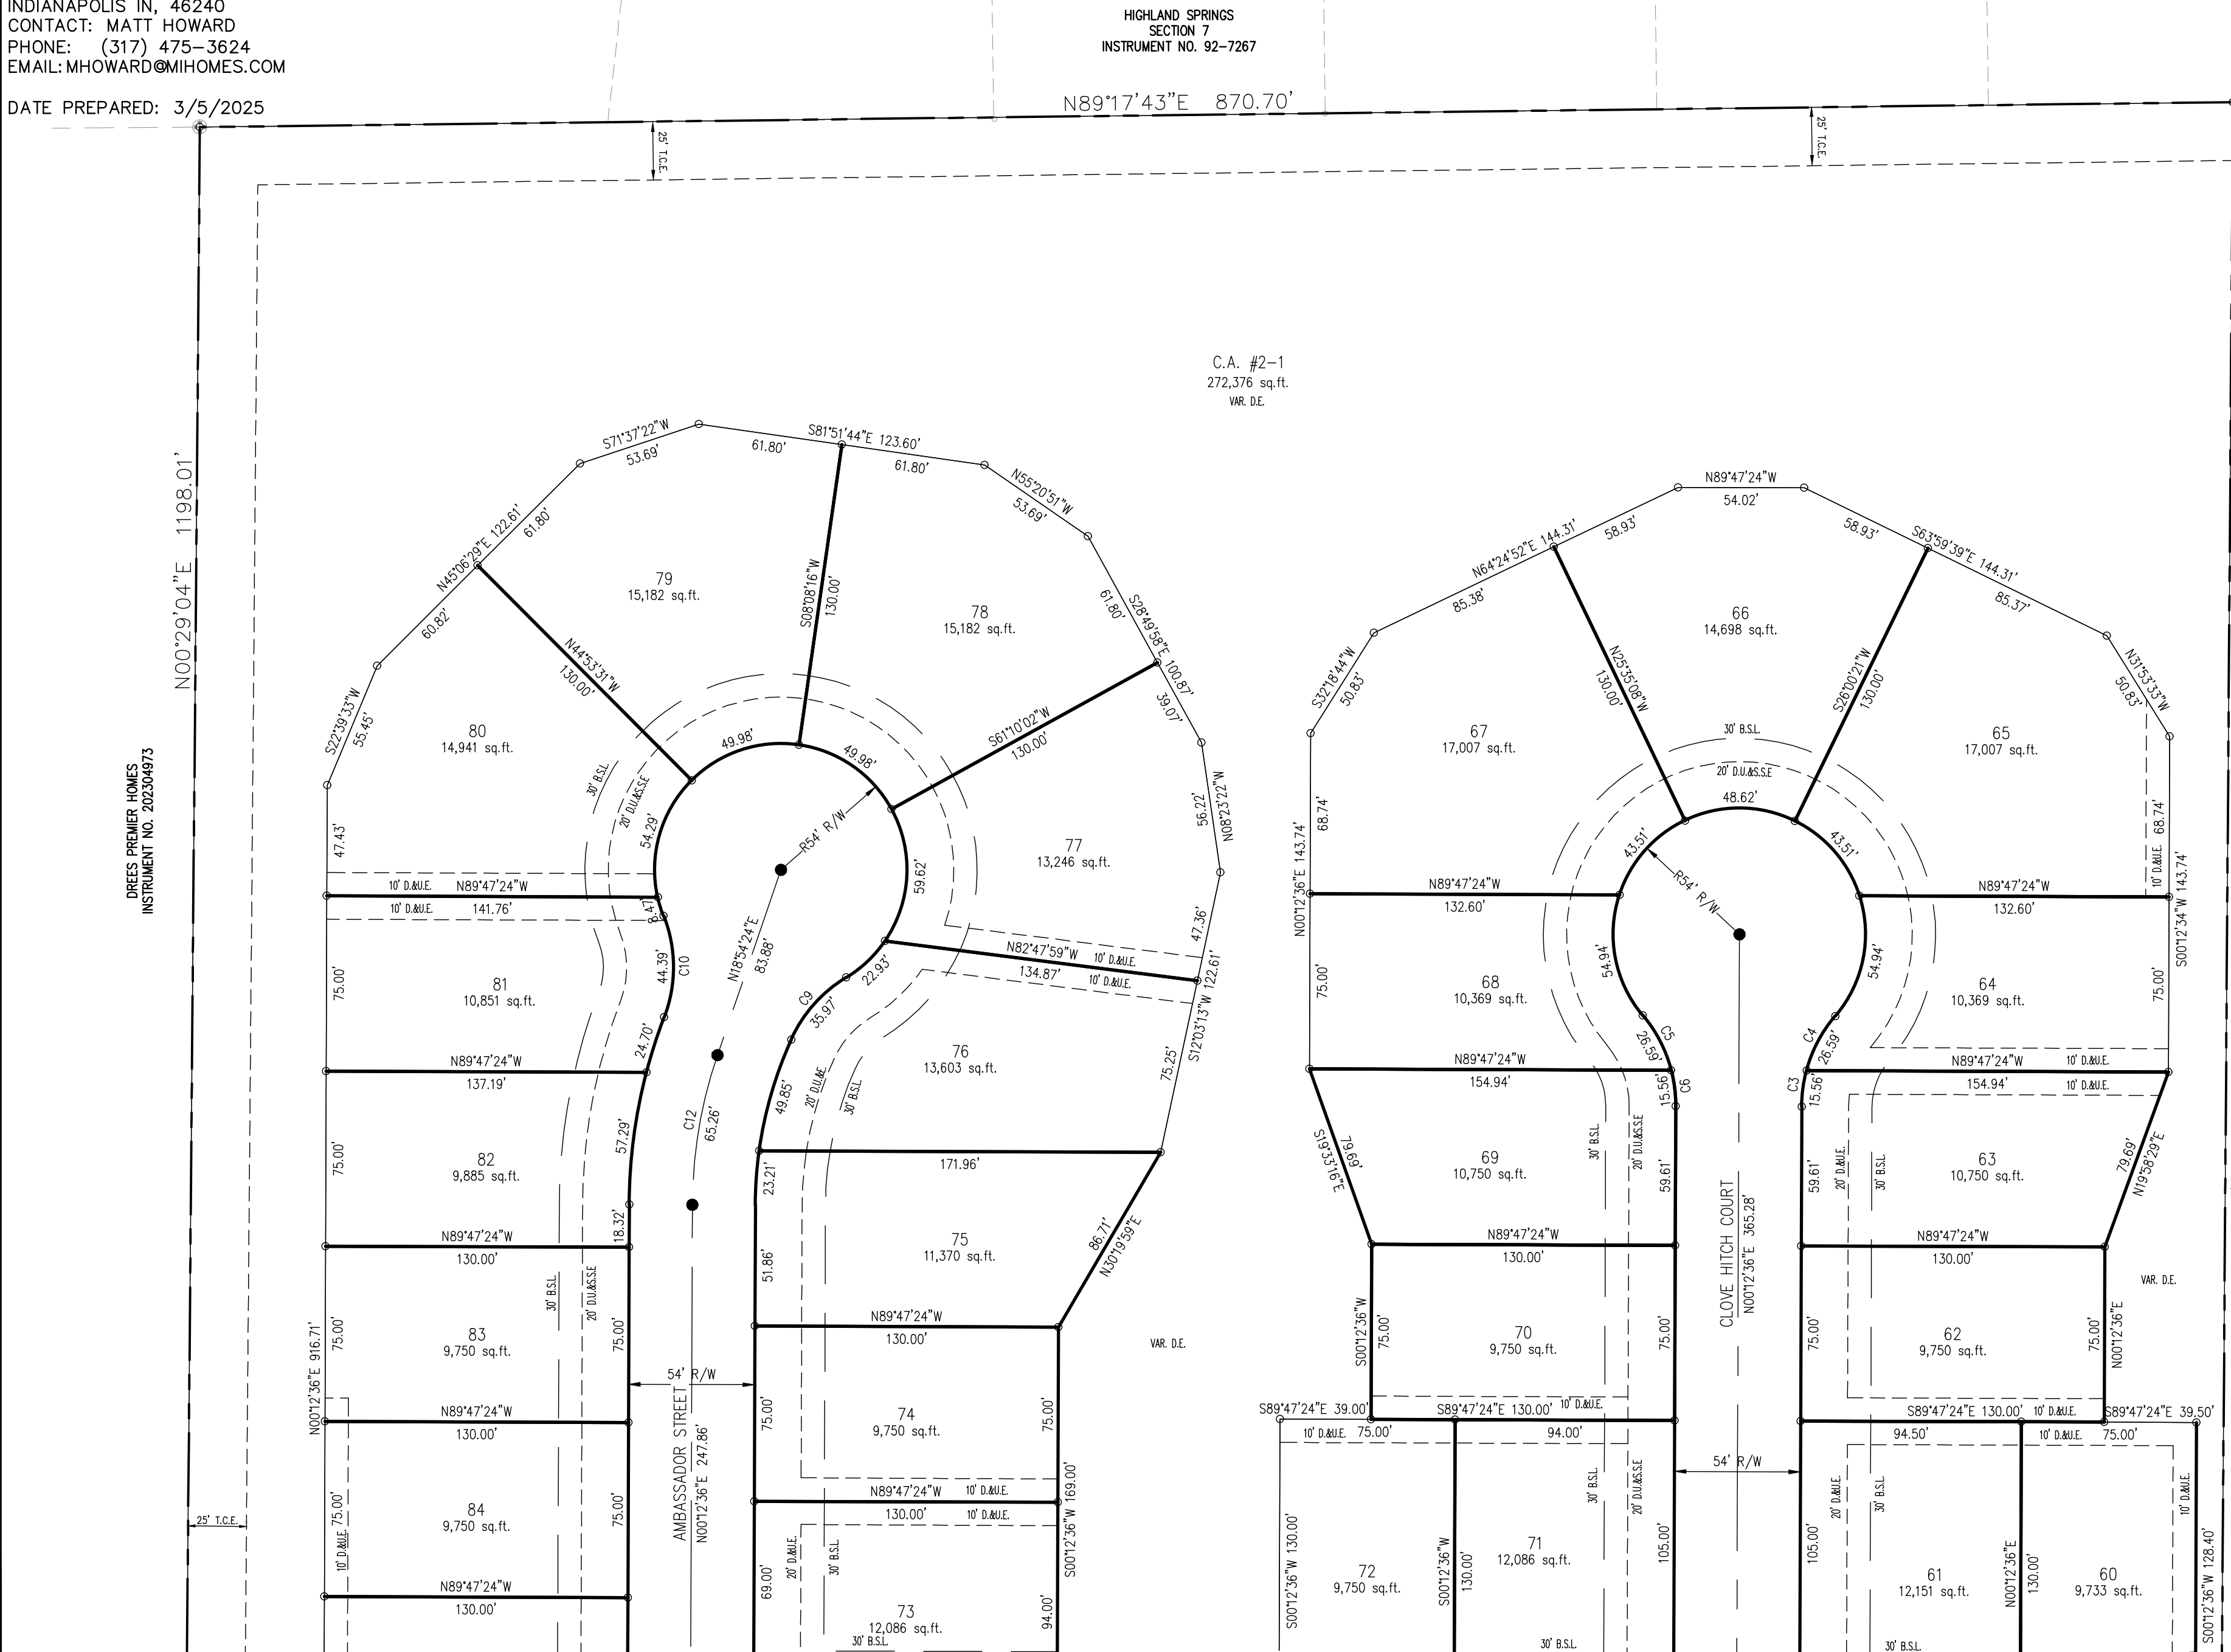 INDIANAPOLIS IN, 46240
CONTACT: MATT HOWARD
PHONE: (317) 475-3624
EMAIL: MHOWARD@MIHOMES.COM
DATE PREPARED: 3/5/2025
HIGHLAND SPRINGS
SECTION 7
INSTRUMENT NO. 92-7267
N89°17'43"E 870.70'
25' T.C.E.
25' T.C.E.
N00°29'04"E 1198.01'
DREES PREMIER HOMES
INSTRUMENT NO. 202304973
25' T.C.E.
C.A. #2-1
272,376 sq.ft.
VAR. D.E.
S71°37'22"W
53.69'
61.80'
S81°51'44"E 123.60'
61.80'
N55°20'51"W
53.69'
N45°06'29"E 122.61'
61.80'
60.82'
79
15,182 sq.ft.
S08°08'16"W
130.00'
78
15,182 sq.ft.
61.80'
S28°49'58"E 100.87'
39.07'
N44°53'31"W
130.00'
S61°10'02"W
130.00'
S22°39'33"W
55.45'
80
14,941 sq.ft.
30' B.S.L.
20' D.U.&S.S.E
49.98'
49.98'
54.29'
R54' R/W
59.62'
77
13,246 sq.ft.
56.22'
N08°23'22"W
47.36'
47.43'
10' D.&U.E.
N89°47'24"W
10' D.&U.E.
141.76'
8.47'
N82°47'59"W
10' D.&U.E.
134.87'
10' D.&U.E.
S12°03'13"W 122.61'
75.25'
22.93'
C9
35.97'
N18°54'24"E
83.88'
44.39'
C10
75.00'
81
10,851 sq.ft.
24.70'
N89°47'24"W
137.19'
76
13,603 sq.ft.
49.85'
20' D.U.&E.
30' B.S.L.
C12
65.26'
57.29'
75.00'
82
9,885 sq.ft.
171.96'
23.21'
18.32'
N89°47'24"W
130.00'
75
11,370 sq.ft.
51.86'
86.71'
N30°19'59"E
30' B.S.L.
20' D.U.&S.S.E
N00°12'36"E 916.71'
75.00'
83
9,750 sq.ft.
75.00'
N89°47'24"W
130.00'
VAR. D.E.
54' R/W
AMBASSADOR STREET
N00°12'36"E 247.86'
N89°47'24"W
130.00'
75.00'
74
9,750 sq.ft.
75.00'
75.00'
10' D.&U.E.
84
9,750 sq.ft.
75.00'
N89°47'24"W
130.00'
N89°47'24"W
10' D.&U.E.
130.00'
10' D.&U.E.
S00°12'36"W 169.00'
69.00'
20' D.&U.E.
30' B.S.L.
73
12,086 sq.ft.
30' B.S.L.
94.00'
N89°47'24"W
54.02'
58.93'
N64°24'52"E 144.31'
85.38'
58.93'
S63°59'39"E 144.31'
85.37'
S32°18'44"W
50.83'
N31°53'33"W
50.83'
66
14,698 sq.ft.
N25°35'08"W
130.00'
S26°00'21"W
130.00'
67
17,007 sq.ft.
65
17,007 sq.ft.
30' B.S.L.
20' D.U.&S.S.E
48.62'
43.51'
43.51'
R54' R/W
68.74'
N00°12'36"E 143.74'
68.74'
10' D.&U.E.
S00°12'34"W 143.74'
N89°47'24"W
132.60'
N89°47'24"W
132.60'
54.94'
54.94'
75.00'
68
10,369 sq.ft.
64
10,369 sq.ft.
75.00'
C5
26.59'
C4
26.59'
N89°47'24"W
154.94'
N89°47'24"W
10' D.&U.E.
154.94'
10' D.&U.E.
15.56'
C6
C3
15.56'
S19°33'16"E
79.69'
69
10,750 sq.ft.
30' B.S.L.
20' D.U.&S.S.E
59.61'
59.61'
20' D.&U.E.
30' B.S.L.
63
10,750 sq.ft.
79.69'
N19°58'29"E
CLOVE HITCH COURT
N00°12'36"E 365.28'
N89°47'24"W
130.00'
N89°47'24"W
130.00'
VAR. D.E.
S00°12'36"W
75.00'
70
9,750 sq.ft.
75.00'
75.00'
62
9,750 sq.ft.
75.00'
N00°12'36"E
S89°47'24"E 39.00'
S89°47'24"E 130.00'
10' D.&U.E.
10' D.&U.E.
75.00'
94.00'
S89°47'24"E 130.00'
10' D.&U.E.
S89°47'24"E 39.50'
94.50'
10' D.&U.E.
75.00'
54' R/W
S00°12'36"W 130.00'
72
9,750 sq.ft.
S00°12'36"W
130.00'
71
12,086 sq.ft.
30' B.S.L.
20' D.U.&S.S.E
105.00'
30' B.S.L.
105.00'
20' D.&U.E.
30' B.S.L.
61
12,151 sq.ft.
30' B.S.L.
N00°12'36"E
130.00'
60
9,733 sq.ft.
10' D.&U.E.
S00°12'36"W 128.40'